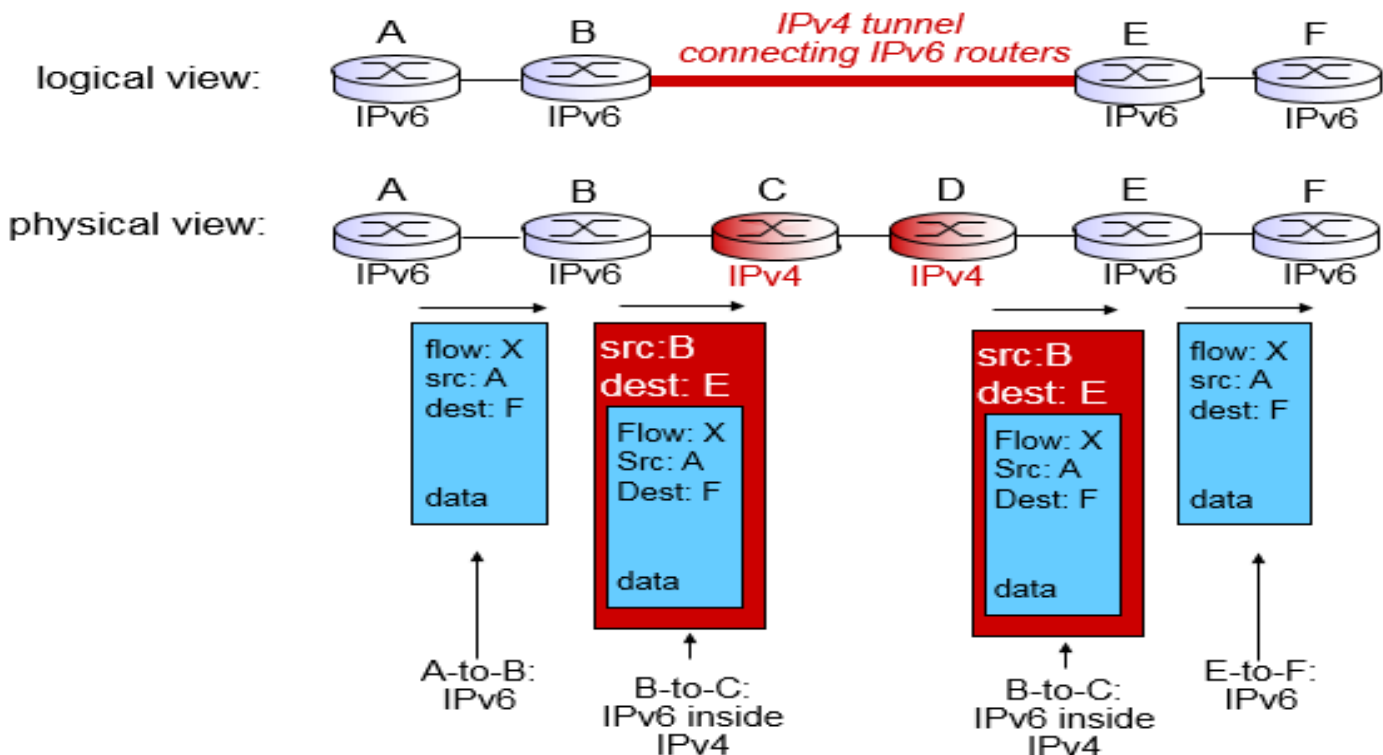 IPv4 tunnel
connecting IPv6 routers
A
B
E
F
logical view:
IPv6
IPv6
IPv6
IPv6
A
B
C
D
E
F
physical view:
IPv6
IPv6
IPv4
IPv4
IPv6
IPv6
flow: X
src: A
dest: F
data
src:B
dest: E
Flow: X
Src: A
Dest: F
data
src:B
dest: E
Flow: X
Src: A
Dest: F
data
flow: X
src: A
dest: F
data
A-to-B:
IPv6
B-to-C:
IPv6 inside
IPv4
B-to-C:
IPv6 inside
IPv4
E-to-F:
IPv6